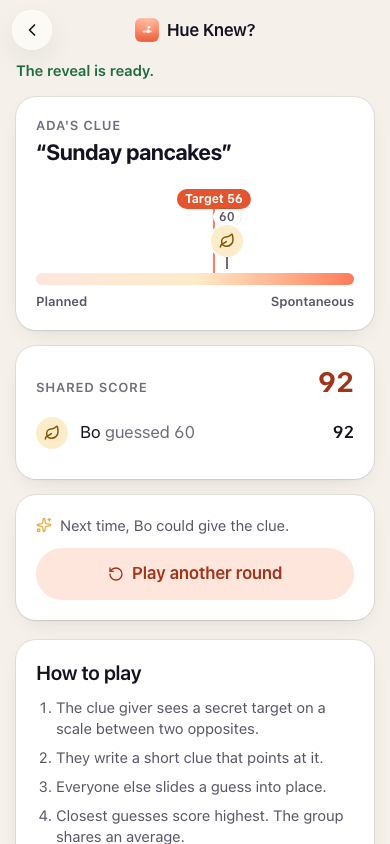 Hue Knew?
The reveal is ready.
ADA'S CLUE
“Sunday pancakes”
Target 56
60
Planned
Spontaneous
SHARED SCORE
92
Bo guessed 60
92
Next time, Bo could give the clue.
Play another round
How to play
1. The clue giver sees a secret target on a
scale between two opposites.
2. They write a short clue that points at it.
3. Everyone else slides a guess into place.
4. Closest guesses score highest. The group
shares an average.